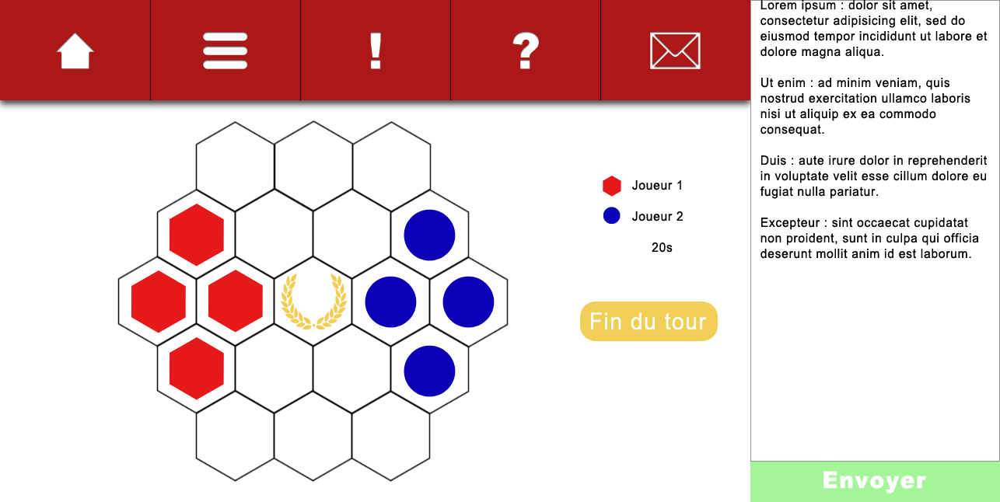 !
?
Joueur 1
Joueur 2
20s
Fin du tour
Lorem ipsum : dolor sit amet,
consectetur adipisicing elit, sed do
eiusmod tempor incididunt ut labore et
dolore magna aliqua.
Ut enim : ad minim veniam, quis
nostrud exercitation ullamco laboris
nisi ut aliquip ex ea commodo
consequat.
Duis : aute irure dolor in reprehenderit
in voluptate velit esse cillum dolore eu
fugiat nulla pariatur.
Excepteur : sint occaecat cupidatat
non proident, sunt in culpa qui officia
deserunt mollit anim id est laborum.
Envoyer